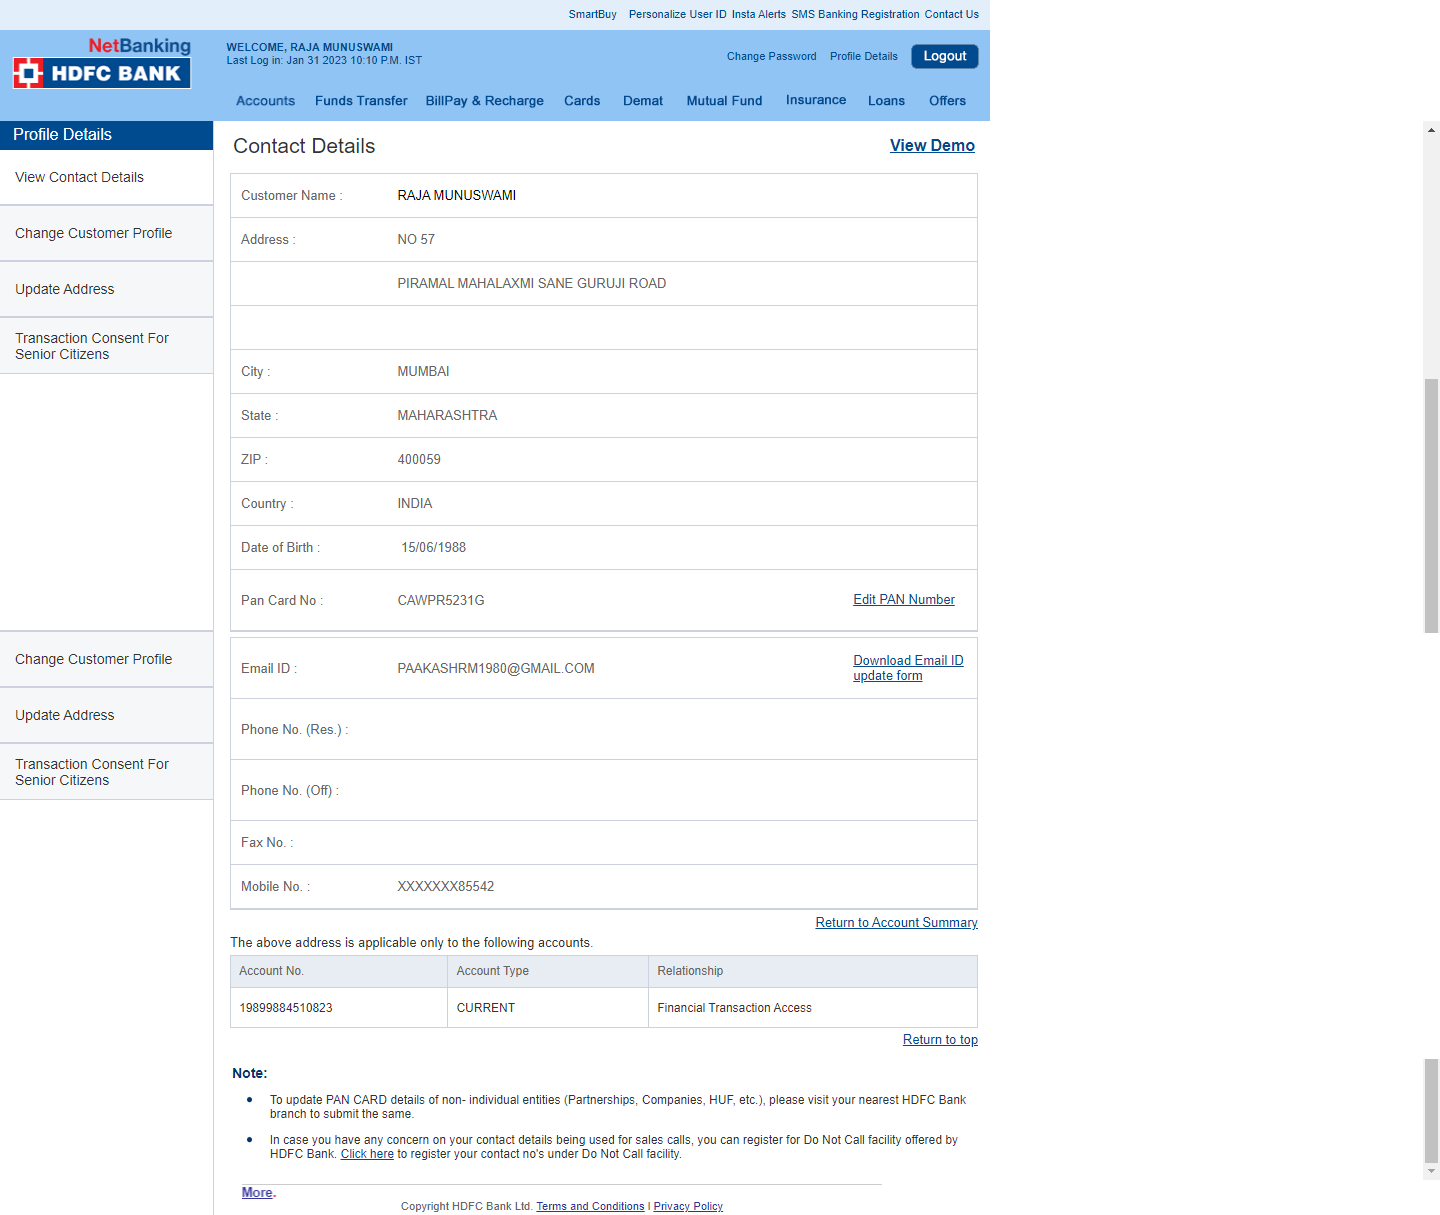 SmartBuy Personalize User ID Insta Alerts SMS Banking Registration Contact Us
NetBanking
HDFC BANK
WELCOME, RAJA MUNUSWAMI
Last Log in: Jan 31 2023 10:10 P.M. IST
Change Password Profile Details Logout
Accounts Funds Transfer BillPay & Recharge Cards Demat Mutual Fund Insurance Loans Offers
Profile Details
View Contact Details
Change Customer Profile
Update Address
Transaction Consent For
Senior Citizens
Change Customer Profile
Update Address
Transaction Consent For
Senior Citizens
Contact Details View Demo
Customer Name : RAJA MUNUSWAMI
Address : NO 57
PIRAMAL MAHALAXMI SANE GURUJI ROAD
City : MUMBAI
State : MAHARASHTRA
ZIP : 400059
Country : INDIA
Date of Birth : 15/06/1988
Pan Card No : CAWPR5231G Edit PAN Number
Email ID : PAAKASHRM1980@GMAIL.COM Download Email ID
update form
Phone No. (Res.) :
Phone No. (Off) :
Fax No. :
Mobile No. : XXXXXXX85542
Return to Account Summary
The above address is applicable only to the following accounts.
Account No. Account Type Relationship
19899884510823 CURRENT Financial Transaction Access
Return to top
Note:
• To update PAN CARD details of non- individual entities (Partnerships, Companies, HUF, etc.), please visit your nearest HDFC Bank
branch to submit the same.
• In case you have any concern on your contact details being used for sales calls, you can register for Do Not Call facility offered by
HDFC Bank. Click here to register your contact no's under Do Not Call facility.
More.
Copyright HDFC Bank Ltd. Terms and Conditions I Privacy Policy